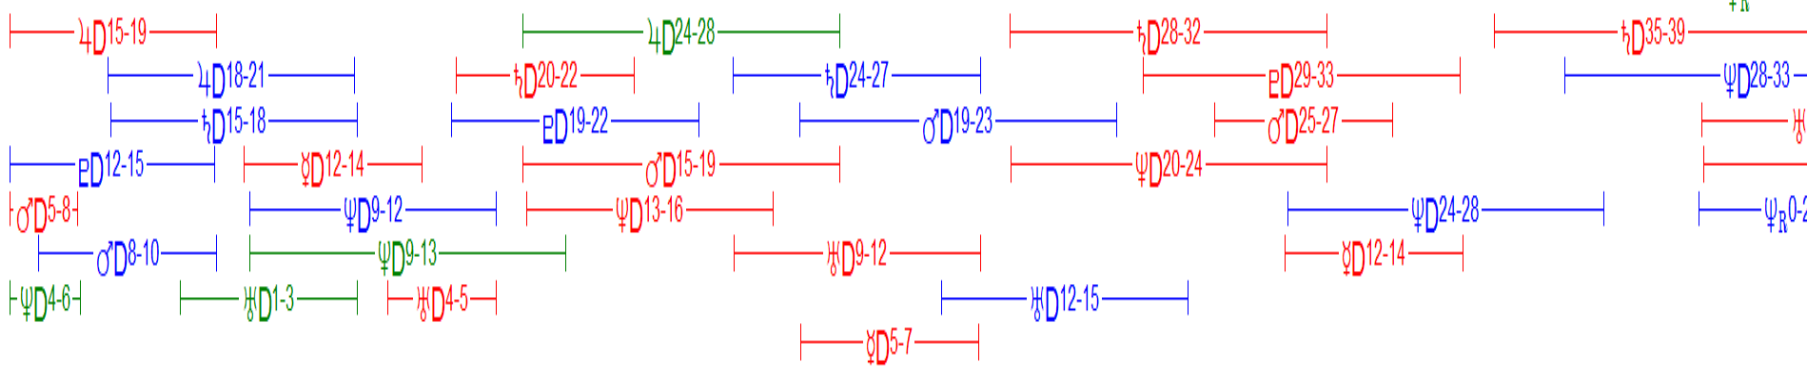 ♀R
♃D15-19 ♃D24-28 ♄D28-32 ♄D35-39
♃D18-21 ♄D20-22 ♄D24-27 ♇D29-33 ♆D28-33
♄D15-18 ♇D19-22 ♂D19-23 ♂D25-27 ♅
♇D12-15 ☿D12-14 ♂D15-19 ♆D20-24
♂D5-8 ♆D9-12 ♆D13-16 ♆D24-28 ♆R0-2
♂D8-10 ♆D9-13 ♅D9-12 ☿D12-14
♆D4-6 ♅D1-3 ♅D4-5 ♅D12-15
☿D5-7